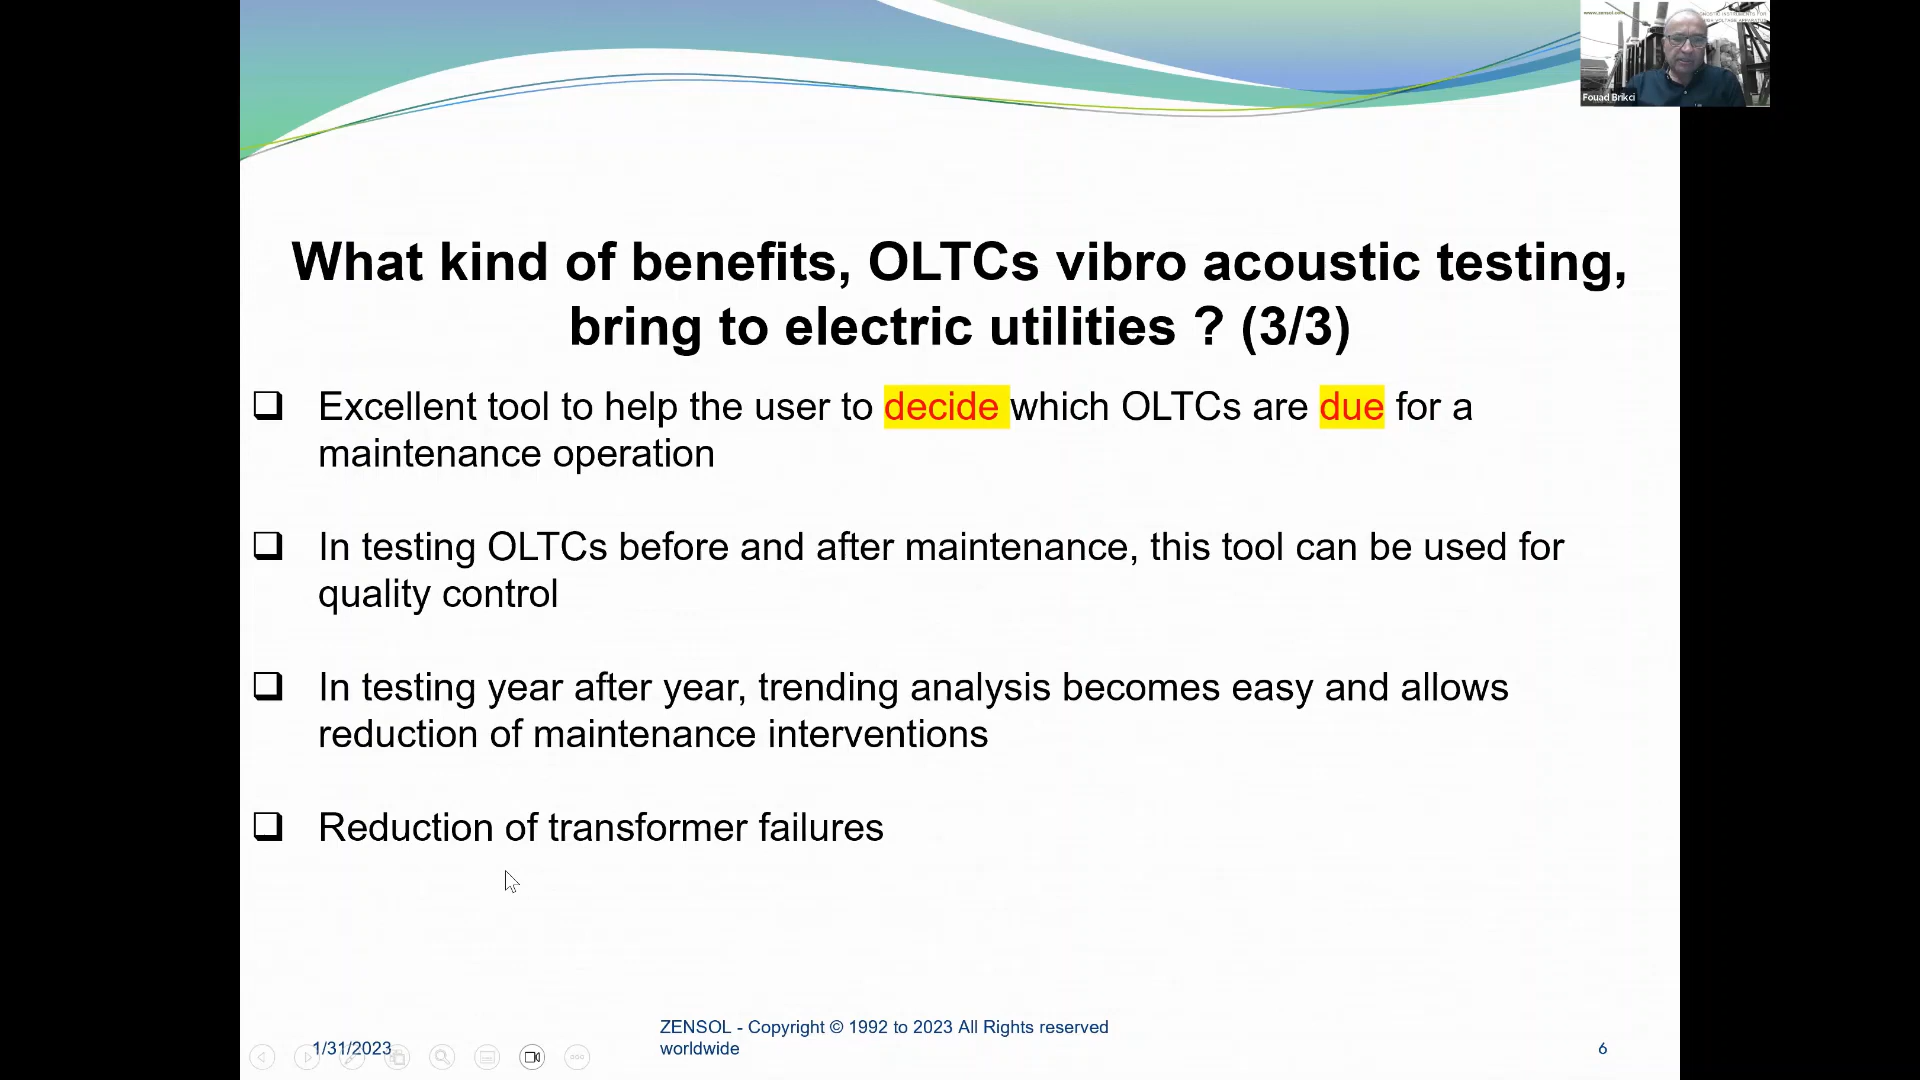 www.zensol.com
What kind of benefits, OLTCs vibro acoustic testing,
bring to electric utilities ? (3/3)
Fouad Brikci
❑ Excellent tool to help the user to decide which OLTCs are due for a
maintenance operation
❑ In testing OLTCs before and after maintenance, this tool can be used for
quality control
❑ In testing year after year, trending analysis becomes easy and allows
reduction of maintenance interventions
❑ Reduction of transformer failures
1/31/2023
ZENSOL - Copyright © 1992 to 2023 All Rights reserved
worldwide
6